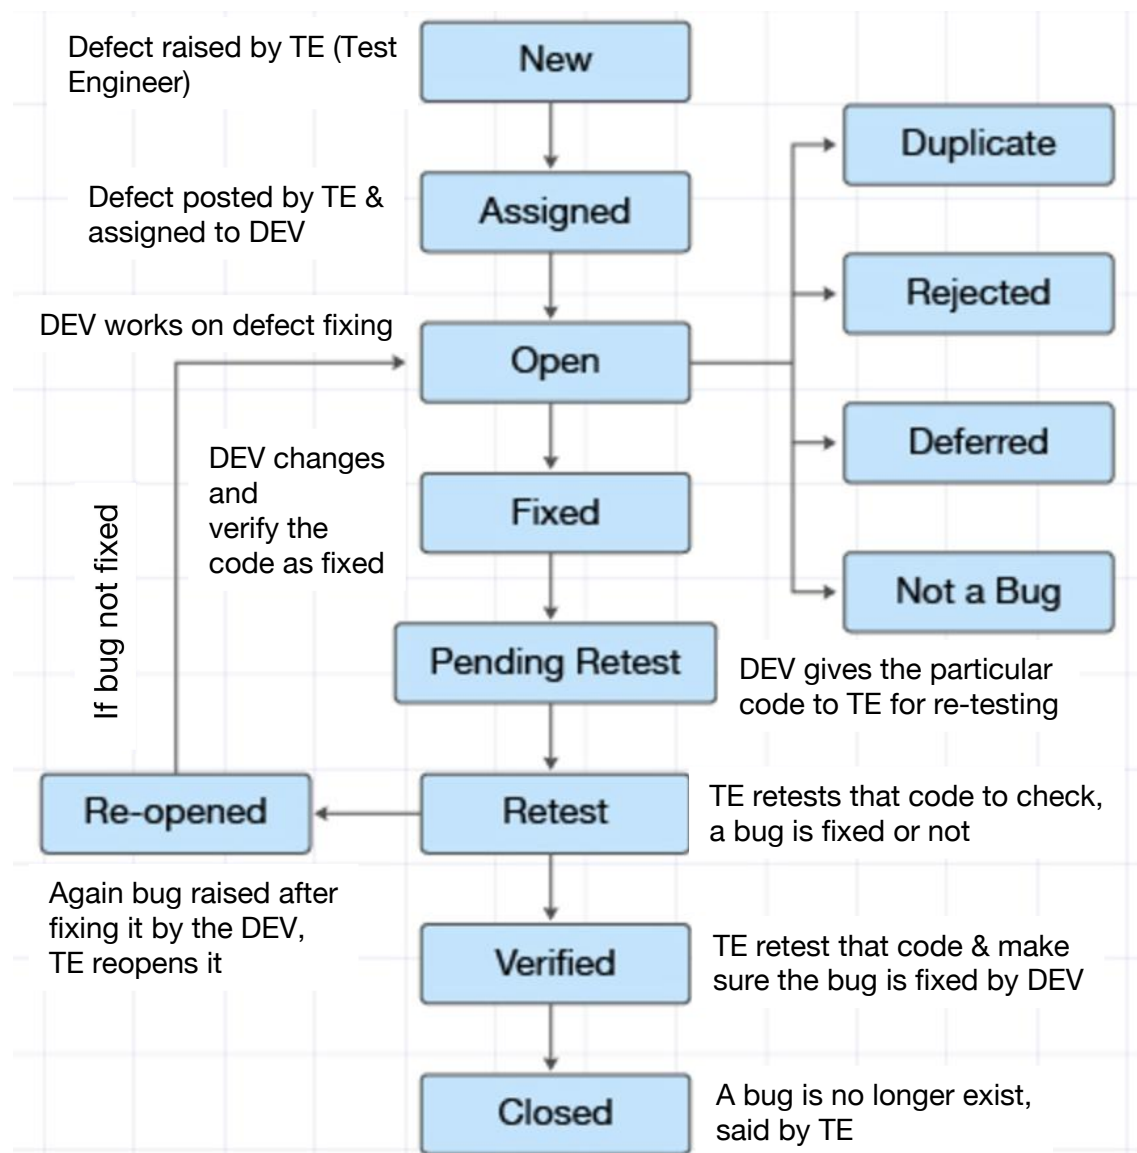 Defect raised by TE (Test
Engineer)
New
Duplicate
Defect posted by TE &
assigned to DEV
Assigned
Rejected
DEV works on defect fixing
Open
Deferred
DEV changes
and
verify the
code as fixed
Fixed
If bug not fixed
Not a Bug
Pending Retest
DEV gives the particular
code to TE for re-testing
Re-opened
Retest
TE retests that code to check,
a bug is fixed or not
Again bug raised after
fixing it by the DEV,
TE reopens it
Verified
TE retest that code & make
sure the bug is fixed by DEV
Closed
A bug is no longer exist,
said by TE